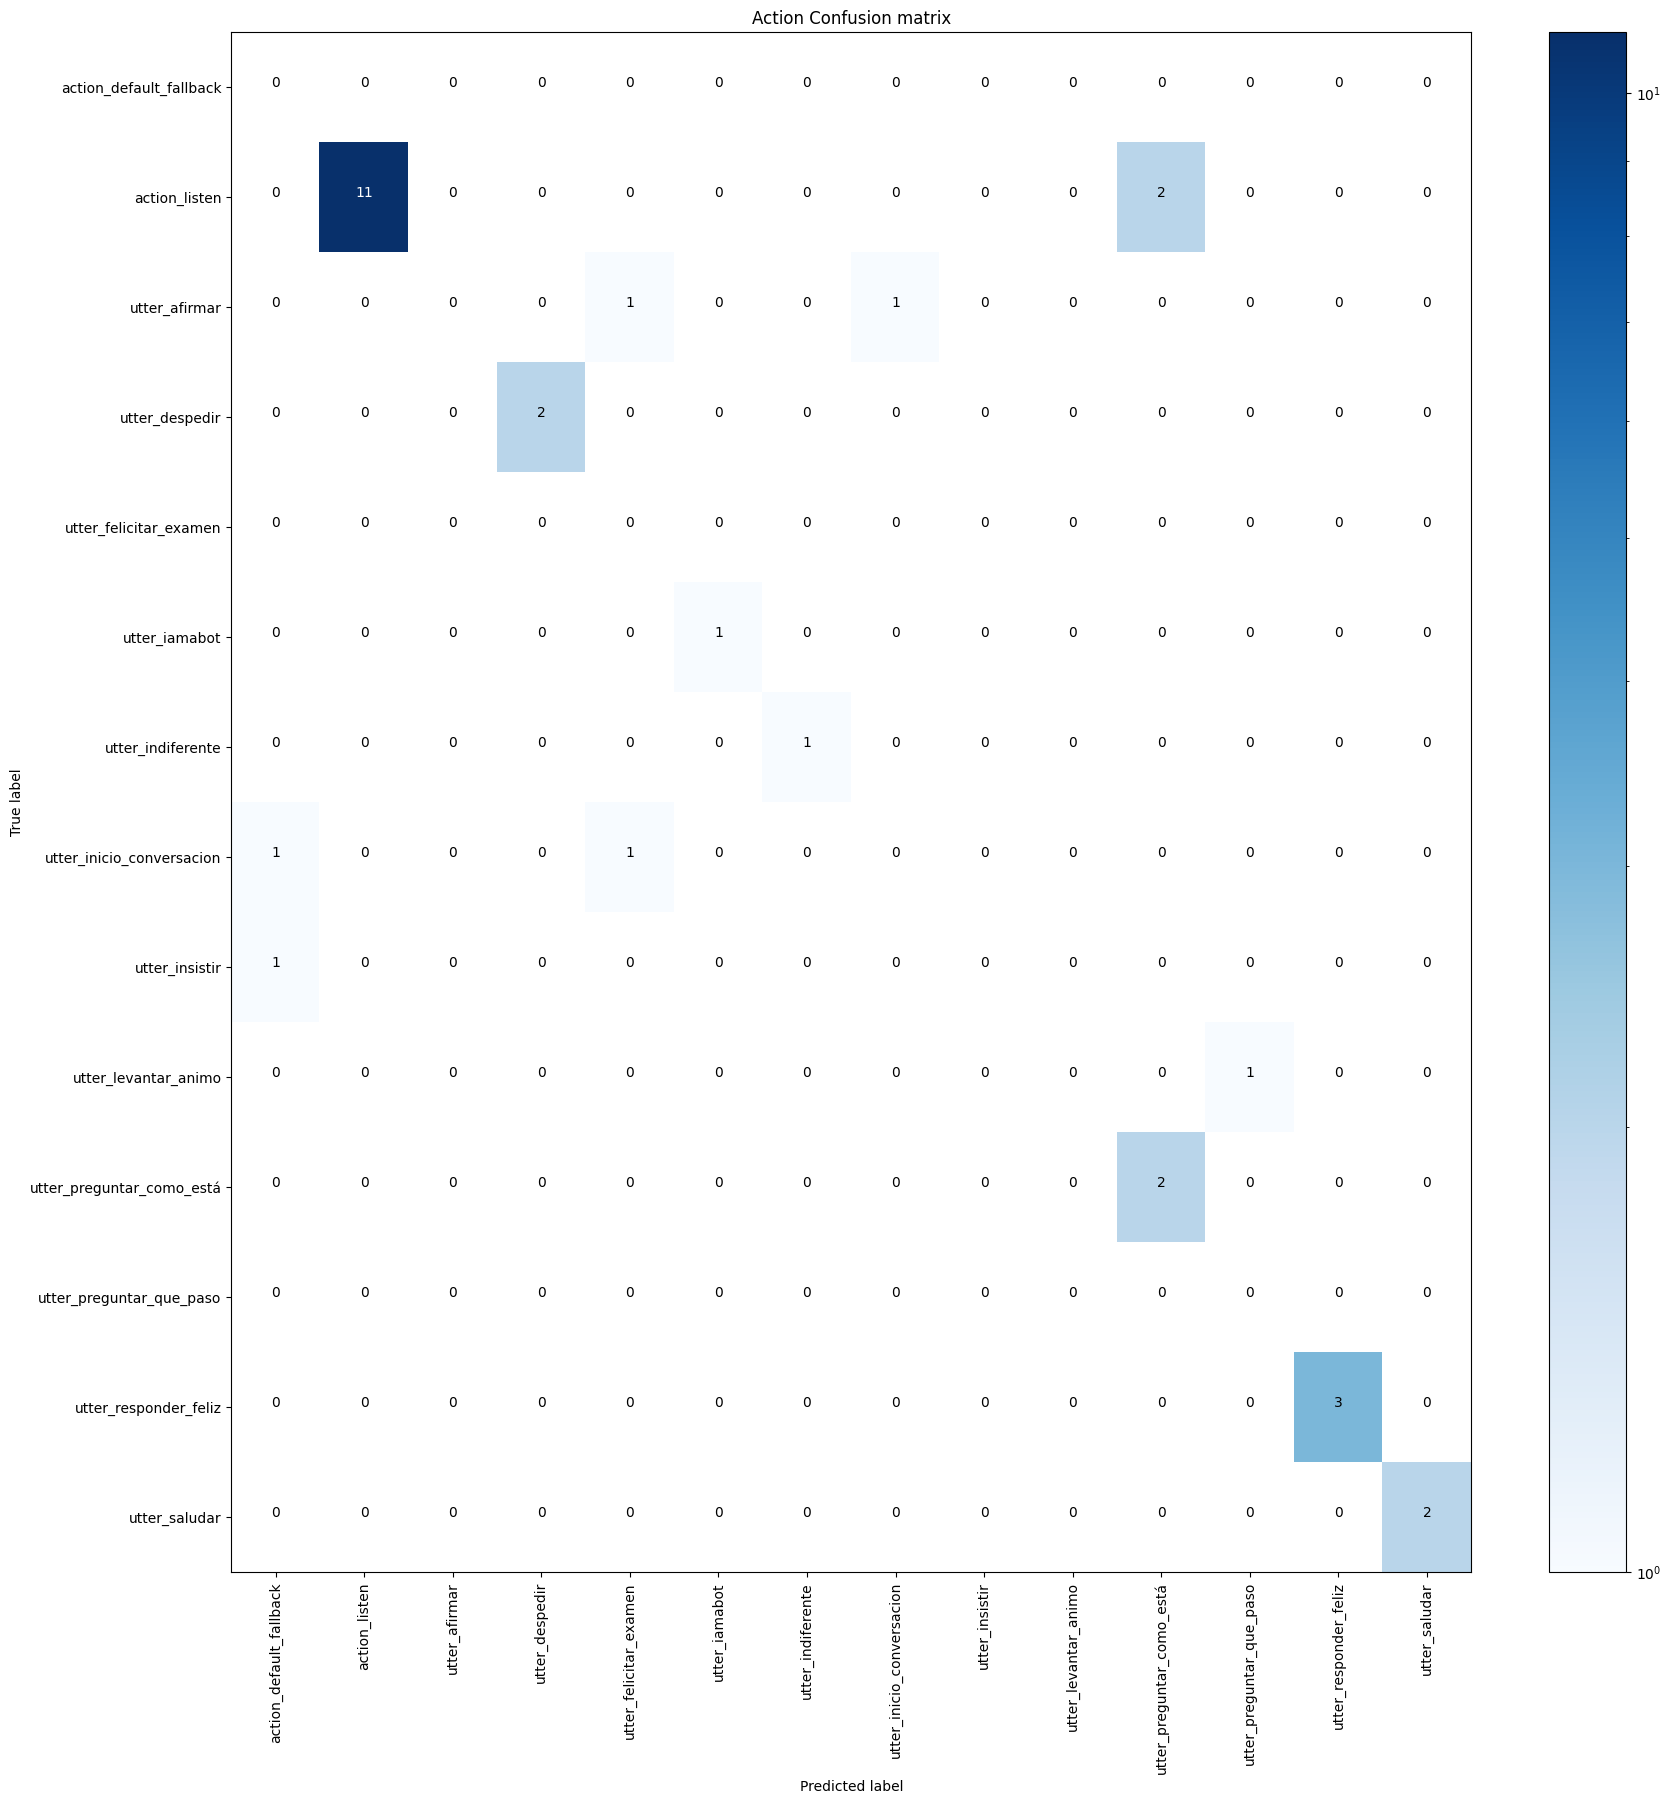 Action Confusion matrix
action_default_fallback 0 0 0 0 0 0 0 0 0 0 0 0 0 0
action_listen 0 11 0 0 0 0 0 0 0 0 2 0 0 0
utter_afirmar 0 0 0 0 1 0 0 1 0 0 0 0 0 0
utter_despedir 0 0 0 2 0 0 0 0 0 0 0 0 0 0
utter_felicitar_examen 0 0 0 0 0 0 0 0 0 0 0 0 0 0
utter_iamabot 0 0 0 0 0 1 0 0 0 0 0 0 0 0
utter_indiferente 0 0 0 0 0 0 1 0 0 0 0 0 0 0
utter_inicio_conversacion 1 0 0 0 1 0 0 0 0 0 0 0 0 0
utter_insistir 1 0 0 0 0 0 0 0 0 0 0 0 0 0
utter_levantar_animo 0 0 0 0 0 0 0 0 0 0 0 1 0 0
utter_preguntar_como_está 0 0 0 0 0 0 0 0 0 0 2 0 0 0
utter_preguntar_que_paso 0 0 0 0 0 0 0 0 0 0 0 0 0 0
utter_responder_feliz 0 0 0 0 0 0 0 0 0 0 0 0 3 0
utter_saludar 0 0 0 0 0 0 0 0 0 0 0 0 0 2
True label
action_default_fallback
action_listen
utter_afirmar
utter_despedir
utter_felicitar_examen
utter_iamabot
utter_indiferente
utter_inicio_conversacion
utter_insistir
utter_levantar_animo
utter_preguntar_como_está
utter_preguntar_que_paso
utter_responder_feliz
utter_saludar
Predicted label
10¹
10⁰